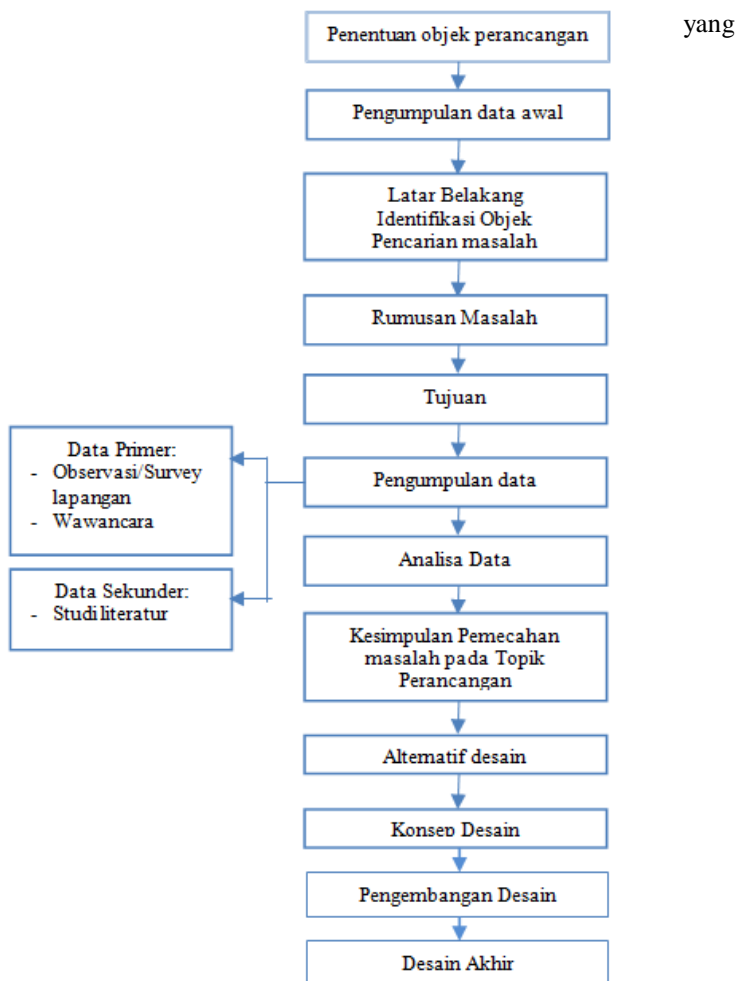 yang
Penentuan objek perancangan
Pengumpulan data awal
Latar Belakang
Identifikasi Objek
Pencarian masalah
Rumusan Masalah
Tujuan
Pengumpulan data
Data Primer:
- Observasi/Survey
lapangan
- Wawancara
Data Sekunder:
- Studi literatur
Analisa Data
Kesimpulan Pemecahan
masalah pada Topik
Perancangan
Alternatif desain
Konsep Desain
Pengembangan Desain
Desain Akhir